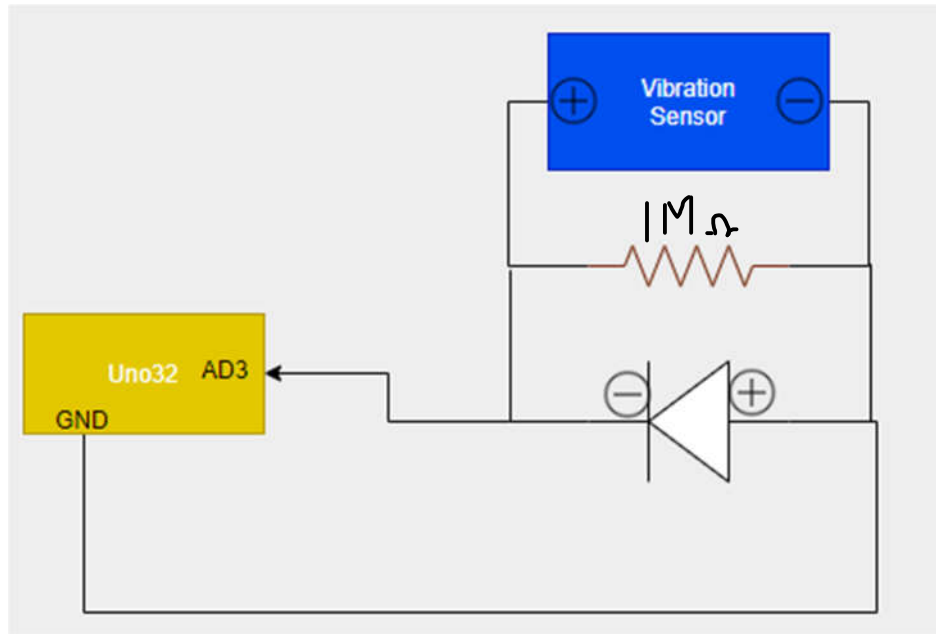 Vibration
Sensor
1MΩ
Uno32
AD3
GND